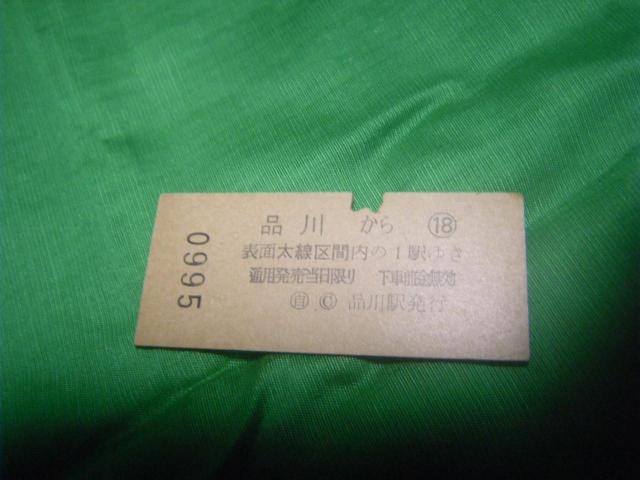 品川 から ⑱
表面太線区間内の1駅ゆき
通用発売当日限り 下車前途無効
㊐ Ⓒ 品川駅発行
0995